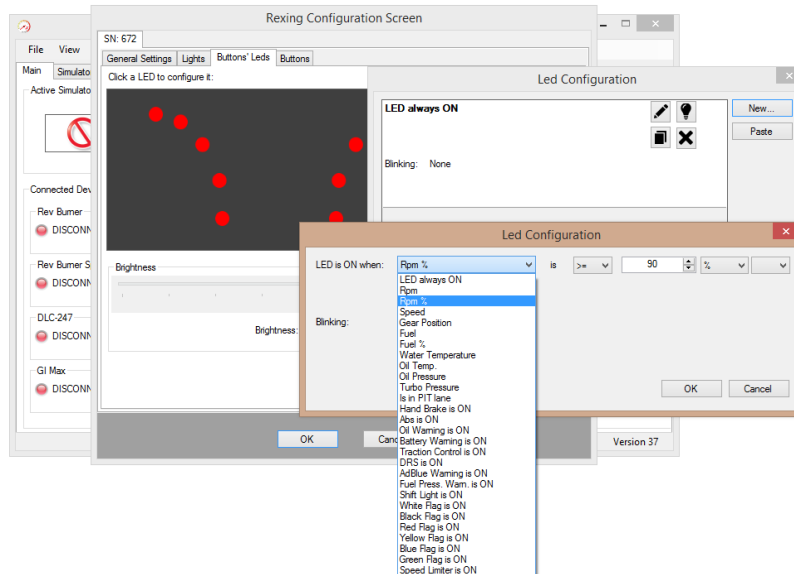 Rexing Configuration Screen
SN: 672
File View
General Settings Lights Buttons' Leds Buttons
Main Simulato
Click a LED to configure it:
Active Simulato
Led Configuration
LED always ON
New...
Paste
Blinking: None
Connected Dev
Rev Burner
DISCONN
Rev Burner S
DISCONN
DLC-247
DISCONN
GI Max
DISCONN
Brightness
Brightness:
OK Canc
Version 37
Led Configuration
LED is ON when: Rpm % is >= 90 %
Blinking:
OK Cancel
LED always ON
Rpm
Rpm %
Speed
Gear Position
Fuel
Fuel %
Water Temperature
Oil Temp.
Oil Pressure
Turbo Pressure
Is in PIT lane
Hand Brake is ON
Abs is ON
Oil Warning is ON
Battery Warning is ON
Traction Control is ON
DRS is ON
AdBlue Warning is ON
Fuel Press. Warn. is ON
Shift Light is ON
White Flag is ON
Black Flag is ON
Red Flag is ON
Yellow Flag is ON
Blue Flag is ON
Green Flag is ON
Speed Limiter is ON